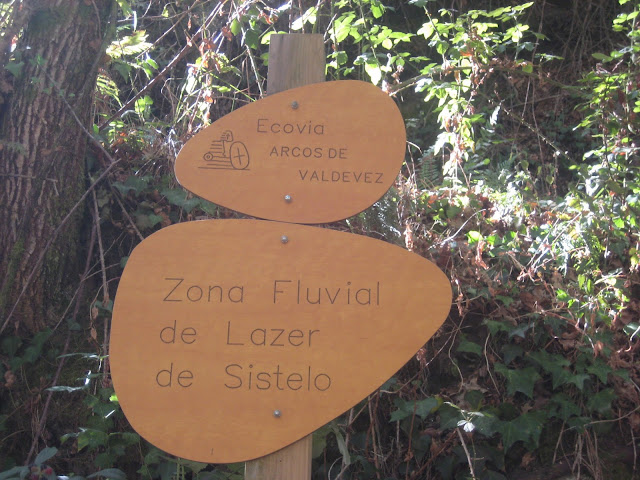 Ecovia
ARCOS DE
VALDEVEZ
Zona Fluvial
de Lazer
de Sistelo